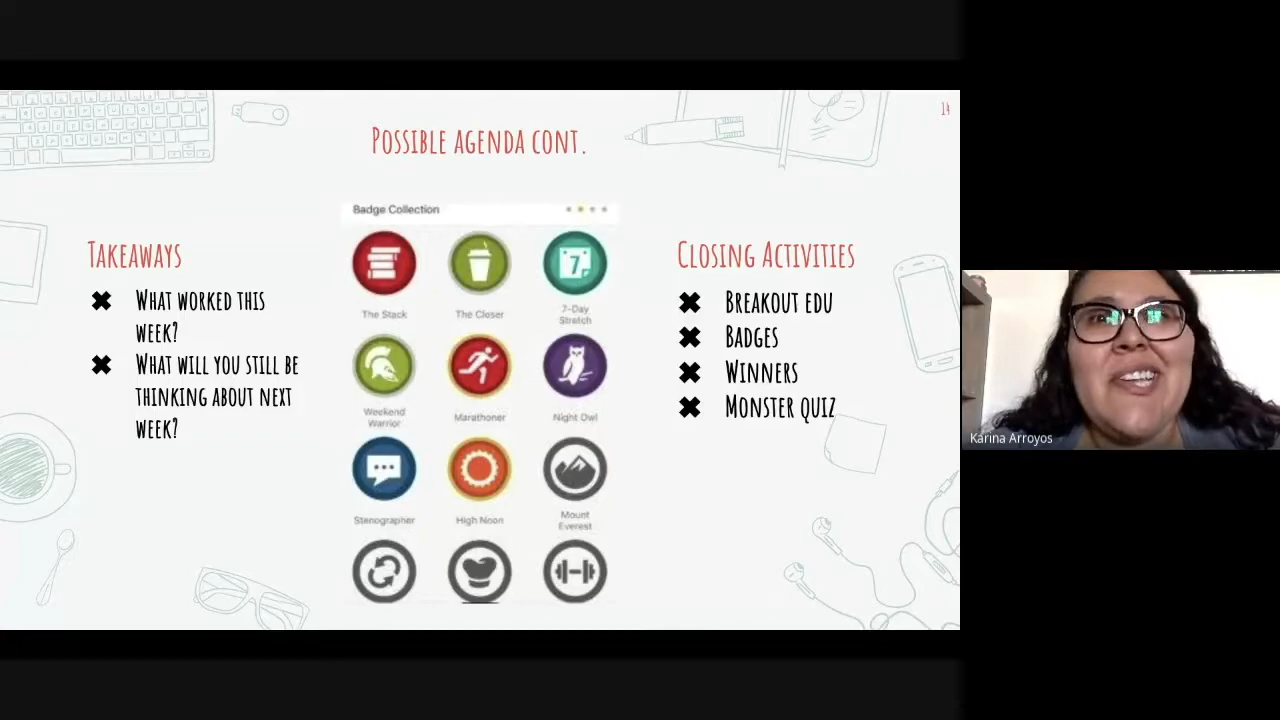 14
POSSIBLE AGENDA CONT.
TAKEAWAYS
✖ WHAT WORKED THIS
WEEK?
✖ WHAT WILL YOU STILL BE
THINKING ABOUT NEXT
WEEK?
Badge Collection
7
The Stack
The Closer
7-Day
Stretch
Weekend
Warrior
Marathoner
Night Owl
Stenographer
High Noon
Mount
Everest
CLOSING ACTIVITIES
✖ BREAKOUT EDU
✖ BADGES
✖ WINNERS
✖ MONSTER QUIZ
Karina Arroyos